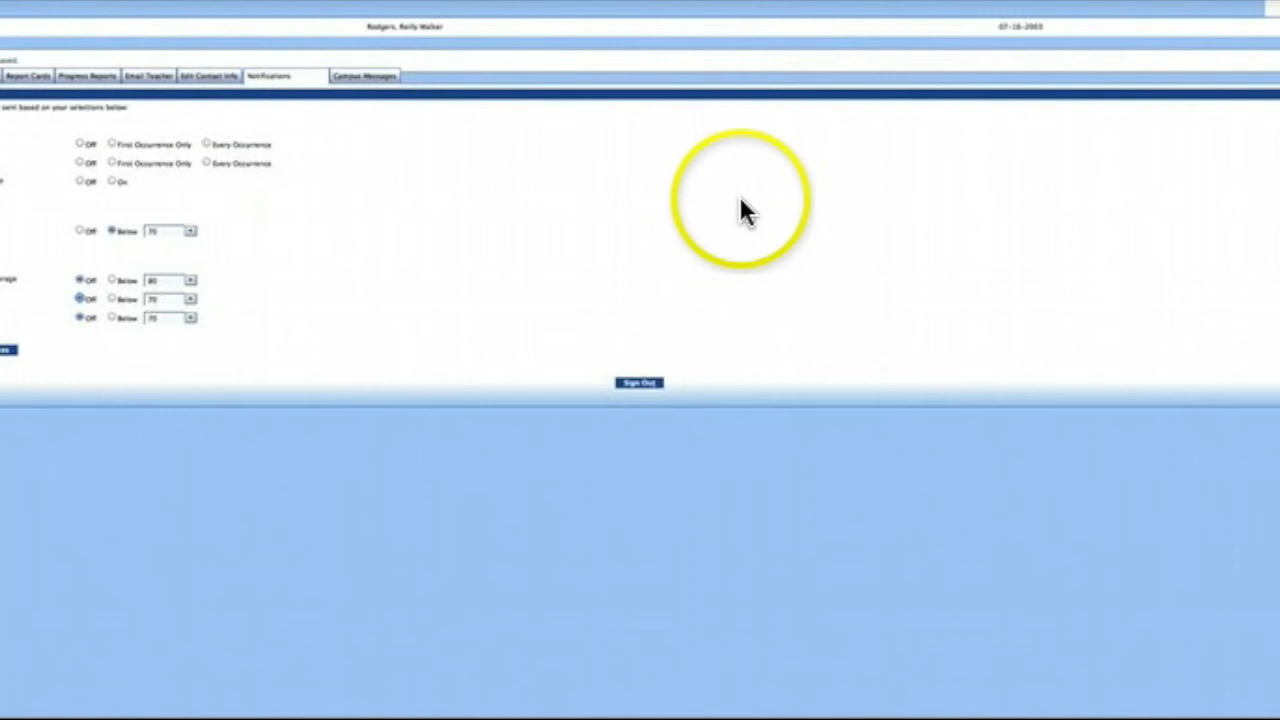 Rodgers, Reilly Walker 07-16-2003
saved.
Report Cards Progress Reports Email Teacher Edit Contact Info Notifications Campus Messages
sent based on your selections below:
Off First Occurrence Only Every Occurrence
Off First Occurrence Only Every Occurrence
Off On
Off Below 70
Off Below 80
Off Below 70
Off Below 70
Sign Out